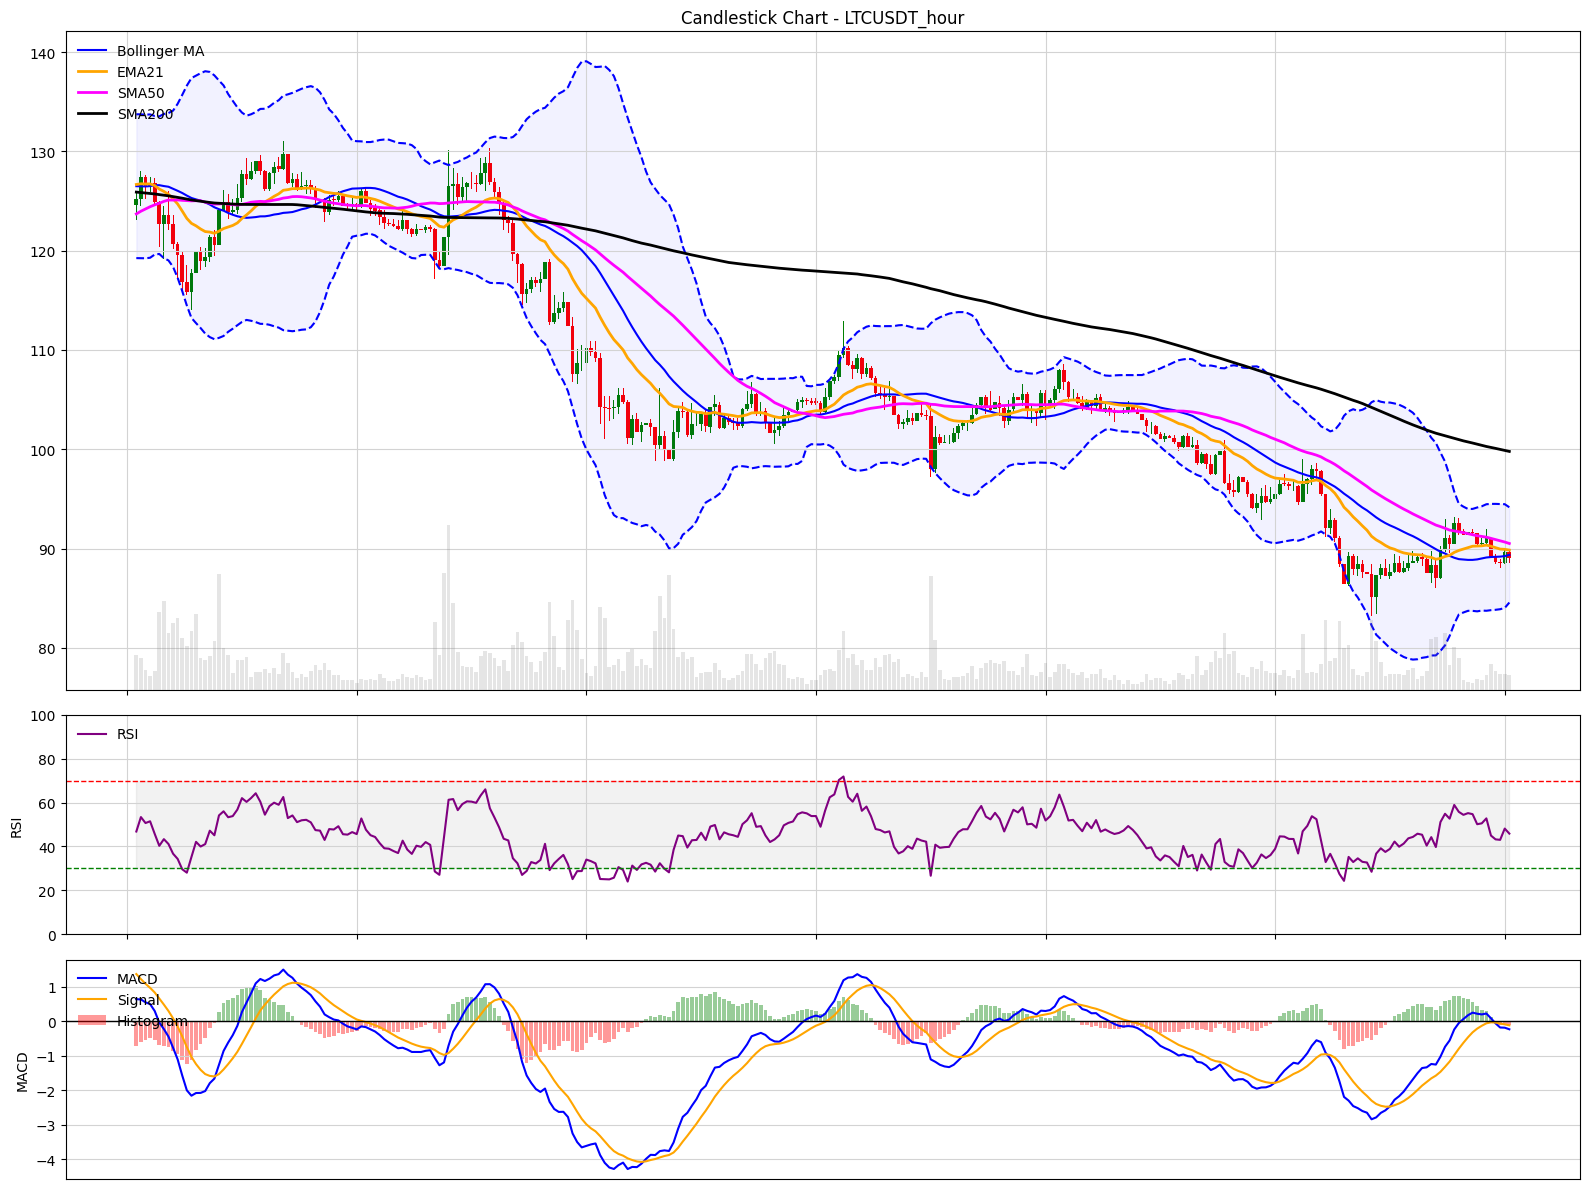 Candlestick Chart - LTCUSDT_hour
Bollinger MA
EMA21
SMA50
SMA200
140
130
120
110
100
90
80
RSI
100
80
60
40
20
0
RSI
MACD
Signal
Histogram
1
0
−1
−2
−3
−4
MACD